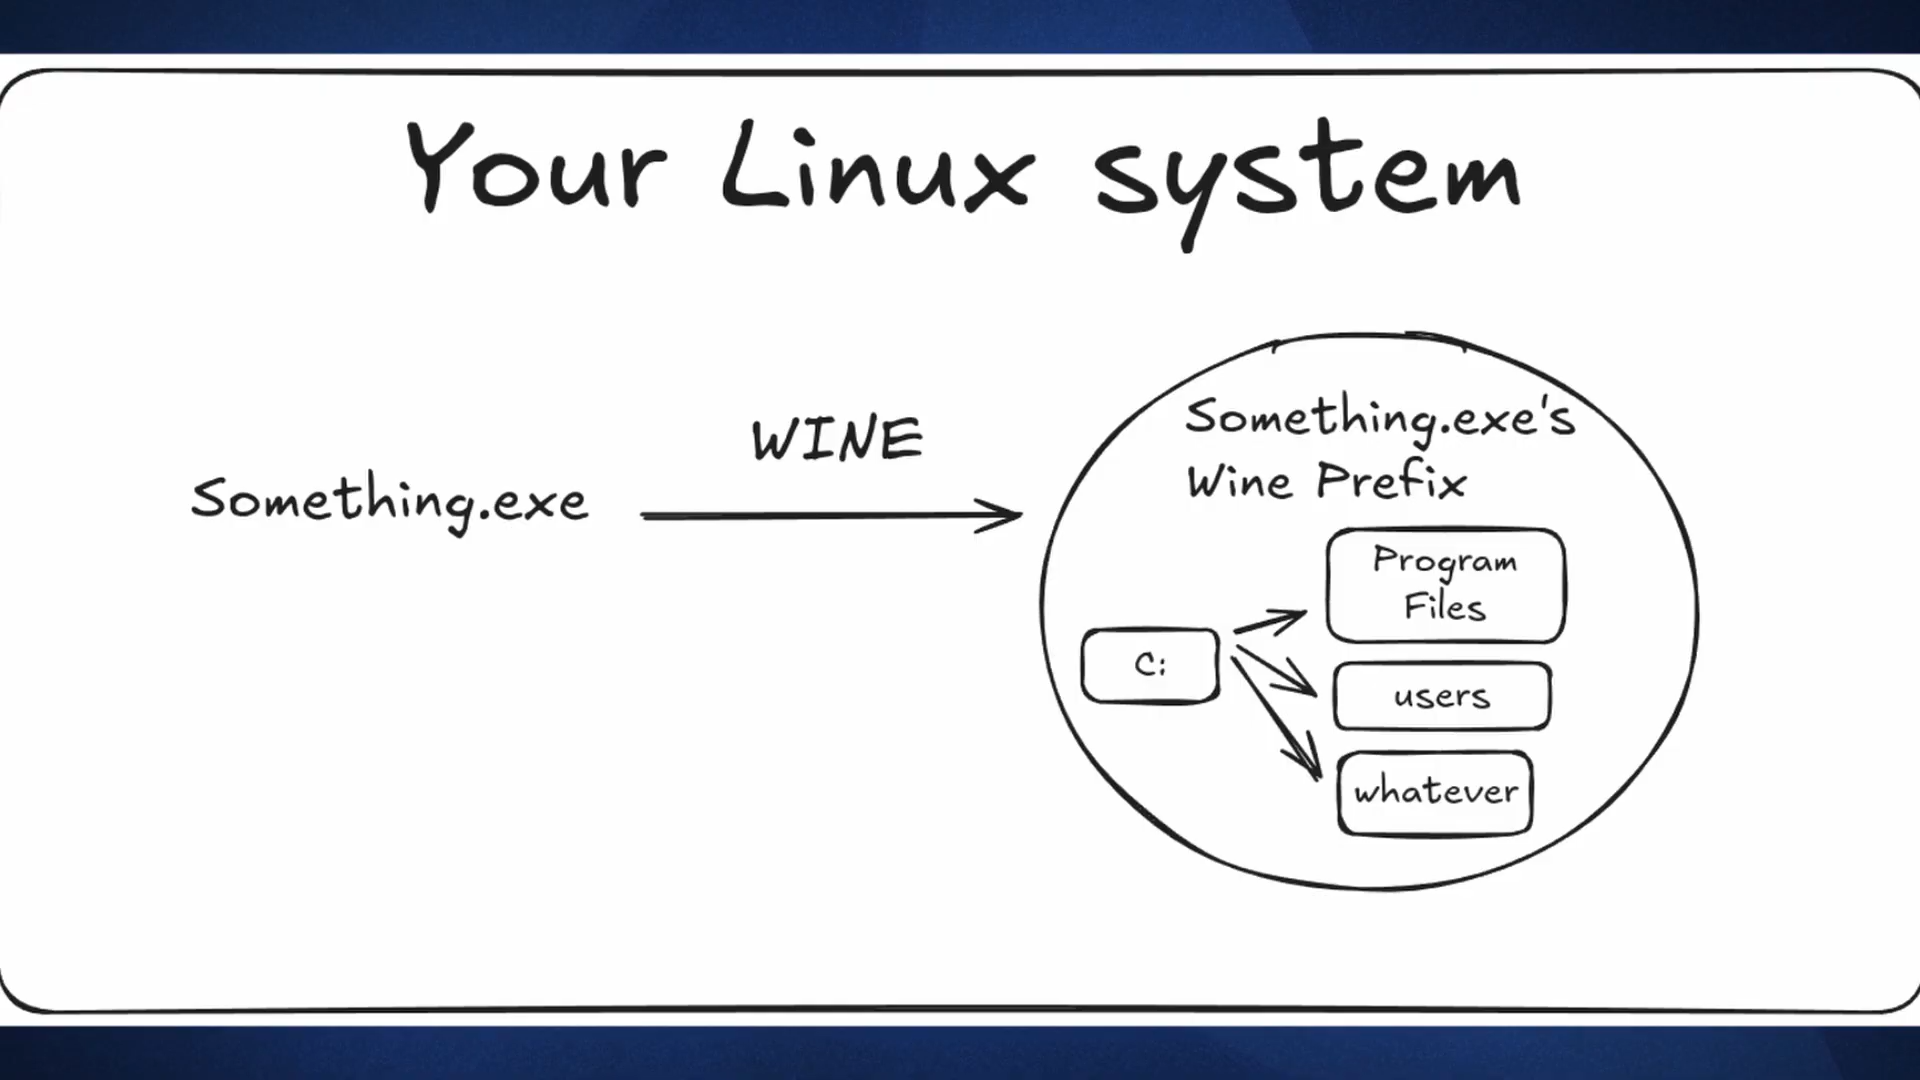 Your Linux system
WINE
Something.exe
Something.exe's
Wine Prefix
Program
Files
C:
users
whatever